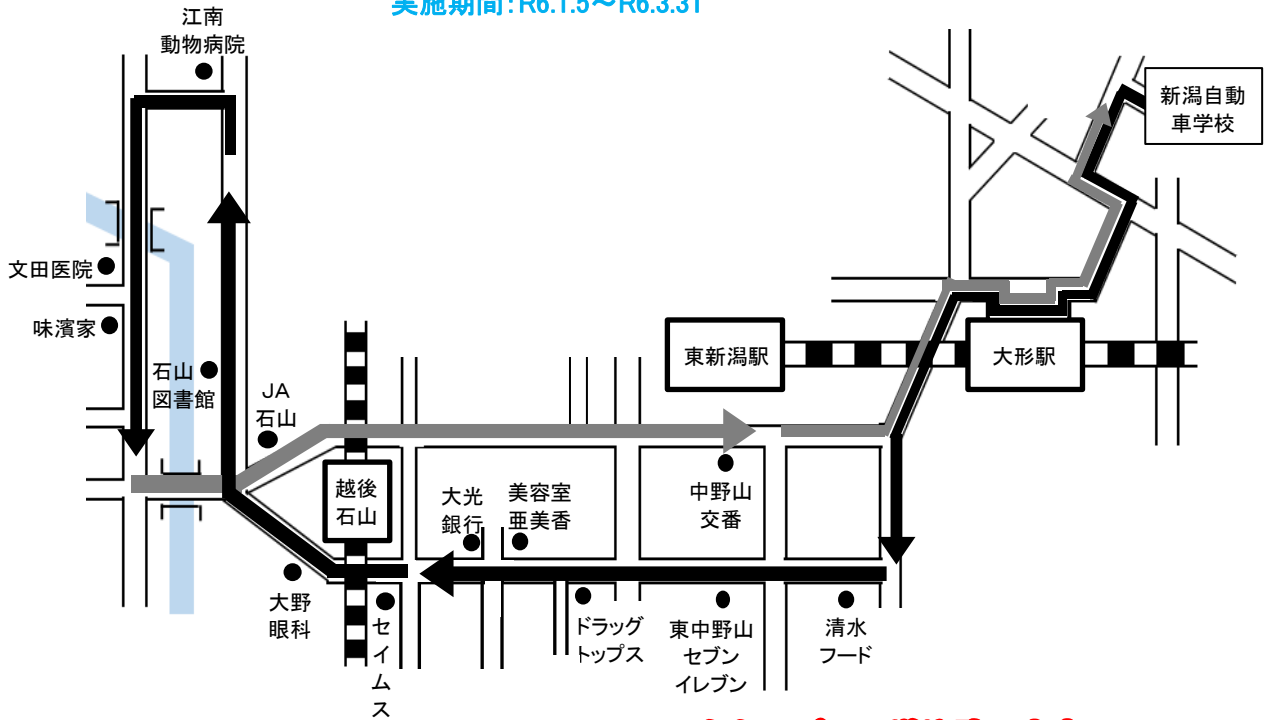 実施期間：R6.1.5～R6.3.31
江南
動物病院
新潟自動
車学校
文田医院
味濱家
石山
図書館
JA
石山
東新潟駅
大形駅
越後
石山
大光
銀行
美容室
亜美香
中野山
交番
大野
眼科
セ
イ
ム
ス
ドラッグ
トップス
東中野山
セブン
イレブン
清水
フード